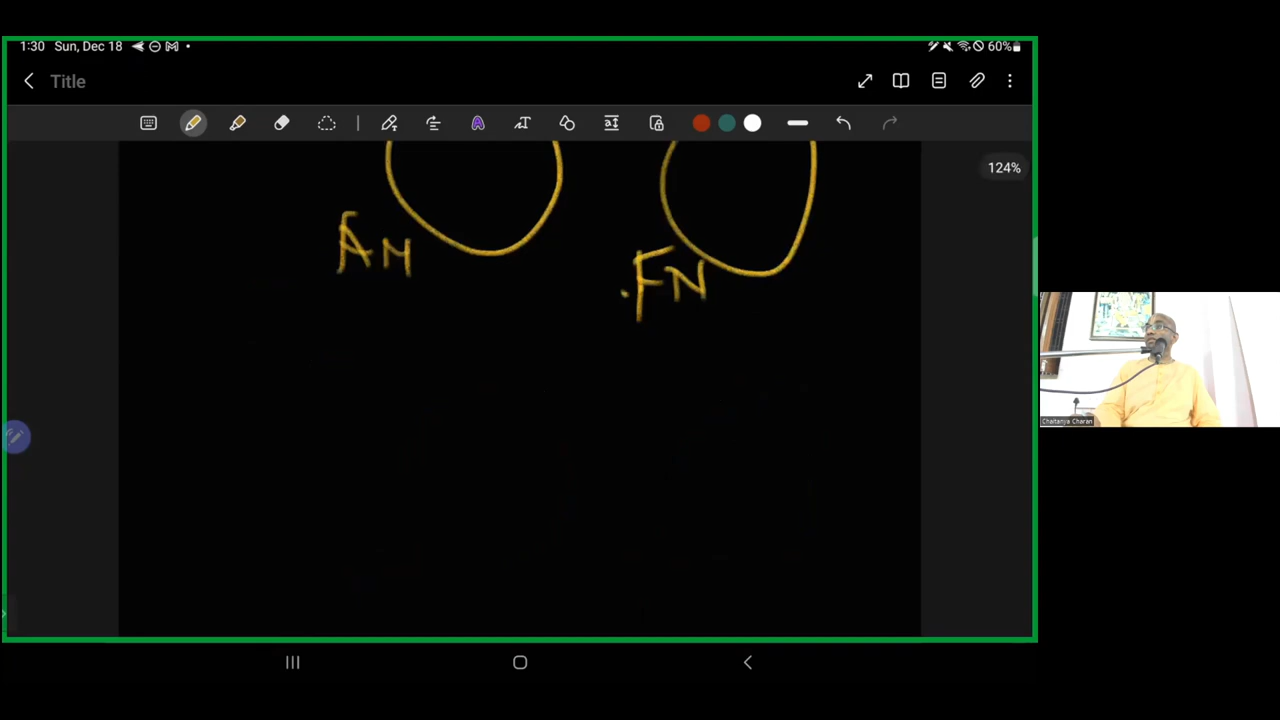 1:30 Sun, Dec 18
60%
Title
124%
AM
.FN
Chaitanya Charan